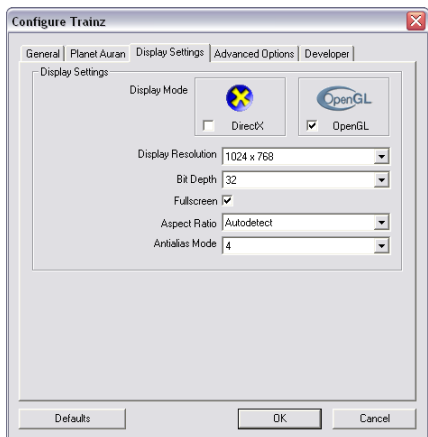 Configure Trainz
General Planet Auran Display Settings Advanced Options Developer
Display Settings
Display Mode
OpenGL
DirectX
OpenGL
Display Resolution 1024 x 768
Bit Depth 32
Fullscreen
Aspect Ratio Autodetect
Antialias Mode 4
Defaults OK Cancel